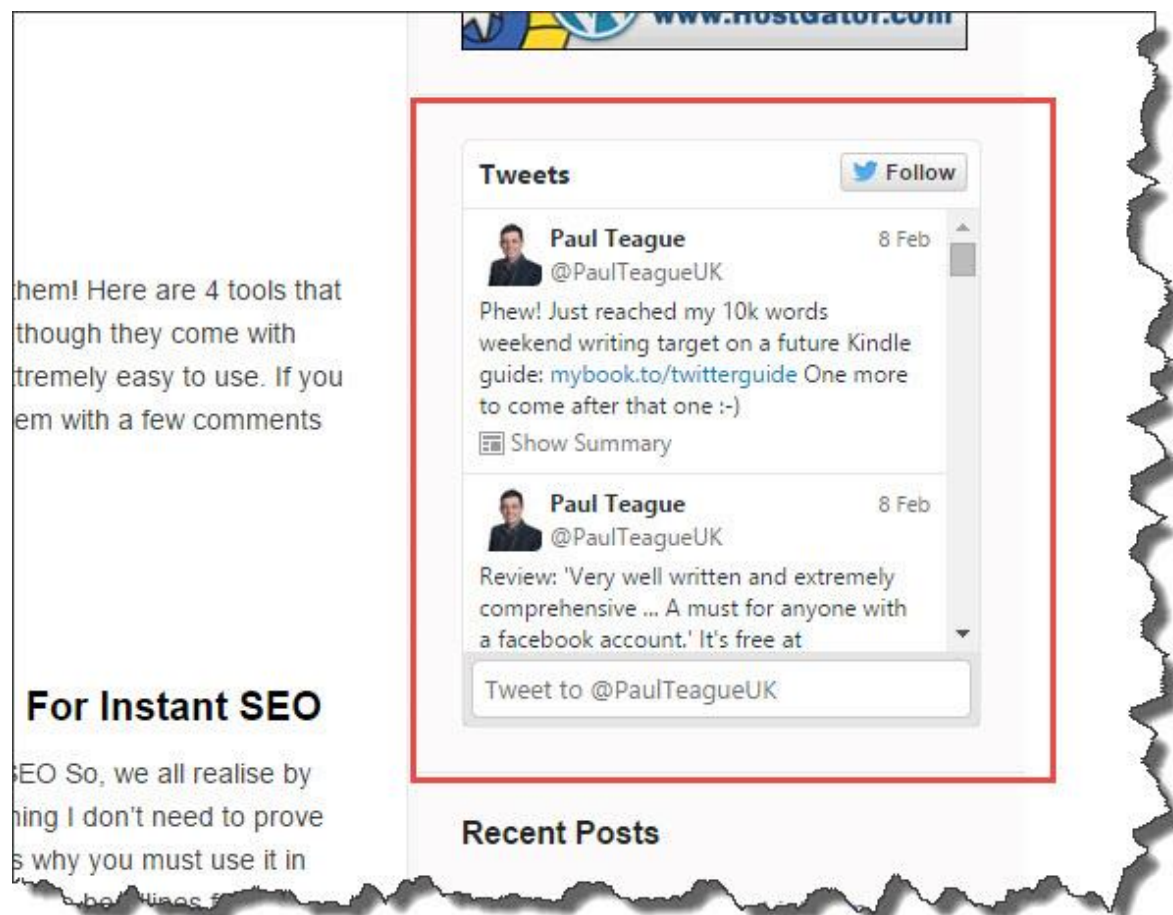 www.HostGator.com
them! Here are 4 tools that
though they come with
tremely easy to use. If you
em with a few comments
For Instant SEO
SEO So, we all realise by
ning I don't need to prove
s why you must use it in
Tweets
Follow
Paul Teague
8 Feb
@PaulTeagueUK
Phew! Just reached my 10k words
weekend writing target on a future Kindle
guide: mybook.to/twitterguide One more
to come after that one :-)
Show Summary
Paul Teague
8 Feb
@PaulTeagueUK
Review: 'Very well written and extremely
comprehensive ... A must for anyone with
a facebook account.' It's free at
Tweet to @PaulTeagueUK
Recent Posts